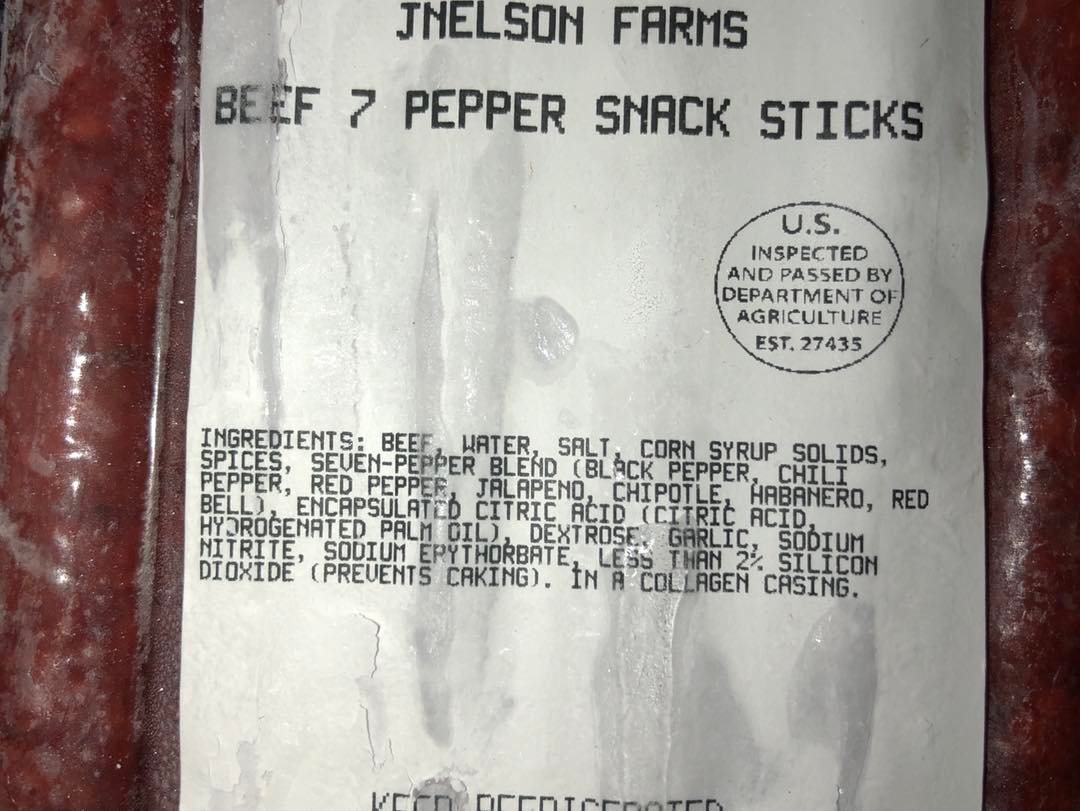 JNELSON FARMS
BEEF 7 PEPPER SNACK STICKS
U.S.
INSPECTED
AND PASSED BY
DEPARTMENT OF
AGRICULTURE
EST. 27435
INGREDIENTS: BEEF, WATER, SALT, CORN SYRUP SOLIDS,
SPICES, SEVEN-PEPPER BLEND (BLACK PEPPER, CHILI
PEPPER, RED PEPPER, JALAPENO, CHIPOTLE, HABANERO, RED
BELL), ENCAPSULATED CITRIC ACID (CITRIC ACID,
HYDROGENATED PALM OIL), DEXTROSE, GARLIC, SODIUM
NITRITE, SODIUM ERYTHORBATE, LESS THAN 2% SILICON
DIOXIDE (PREVENTS CAKING). IN A COLLAGEN CASING.
KEEP REFRIGERATED